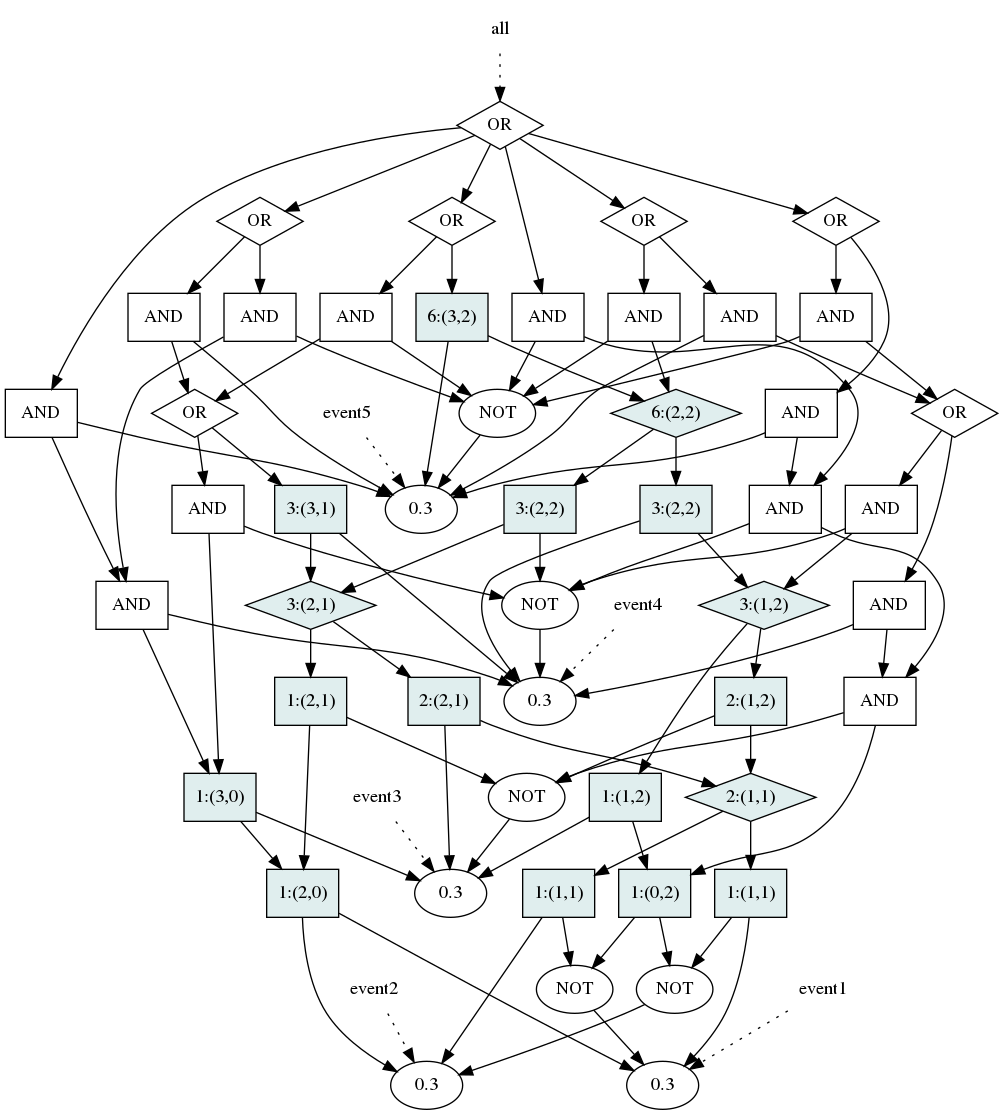 all
OR
OR
OR
OR
OR
AND
AND
AND
6:(3,2)
AND
AND
AND
AND
AND
OR
event5
NOT
6:(2,2)
AND
OR
AND
3:(3,1)
0.3
3:(2,2)
3:(2,2)
AND
AND
AND
3:(2,1)
NOT
event4
3:(1,2)
AND
1:(2,1)
2:(2,1)
0.3
2:(1,2)
AND
1:(3,0)
event3
NOT
1:(1,2)
2:(1,1)
1:(2,0)
0.3
1:(1,1)
1:(0,2)
1:(1,1)
event2
NOT
NOT
event1
0.3
0.3